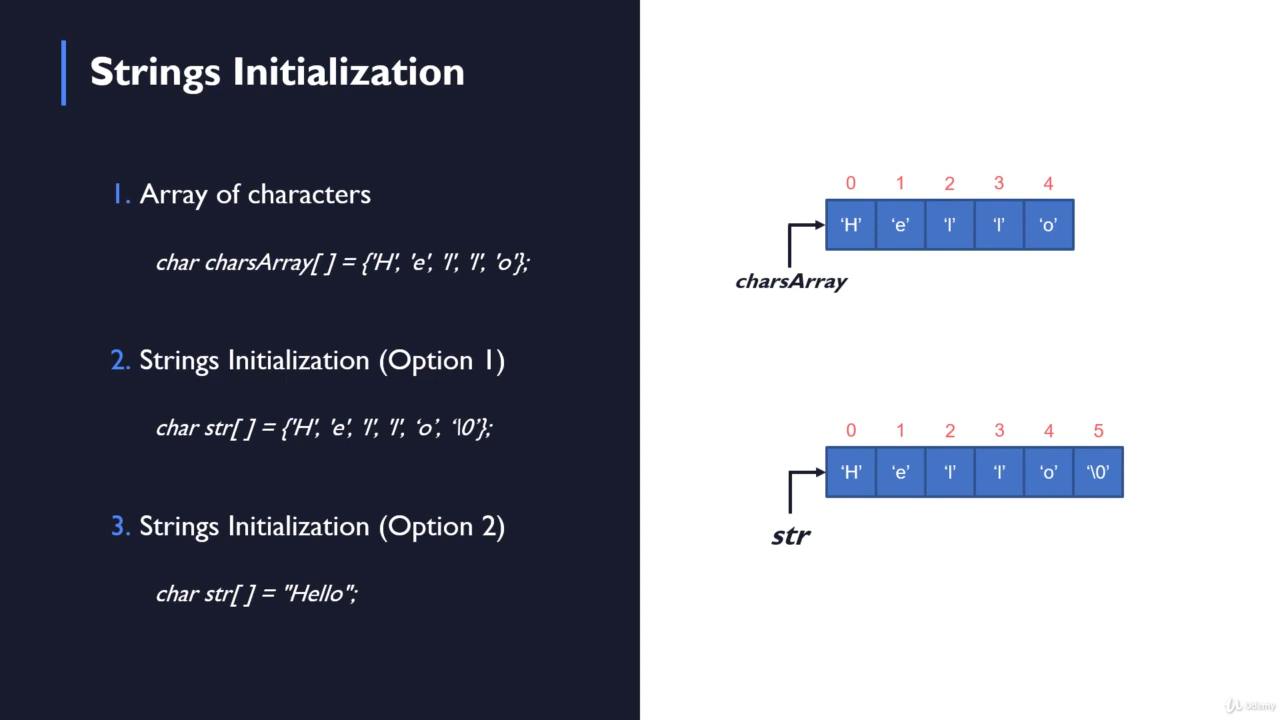 Strings Initialization
1. Array of characters
char charsArray[ ] = {'H', 'e', 'l', 'l', 'o'};
2. Strings Initialization (Option 1)
char str[ ] = {'H', 'e', 'l', 'l', ‘o’, ‘\0’};
3. Strings Initialization (Option 2)
char str[ ] = "Hello";
0 1 2 3 4
‘H’ ‘e’ ‘l’ ‘l’ ‘o’
charsArray
0 1 2 3 4 5
‘H’ ‘e’ ‘l’ ‘l’ ‘o’ ‘\0’
str
Udemy